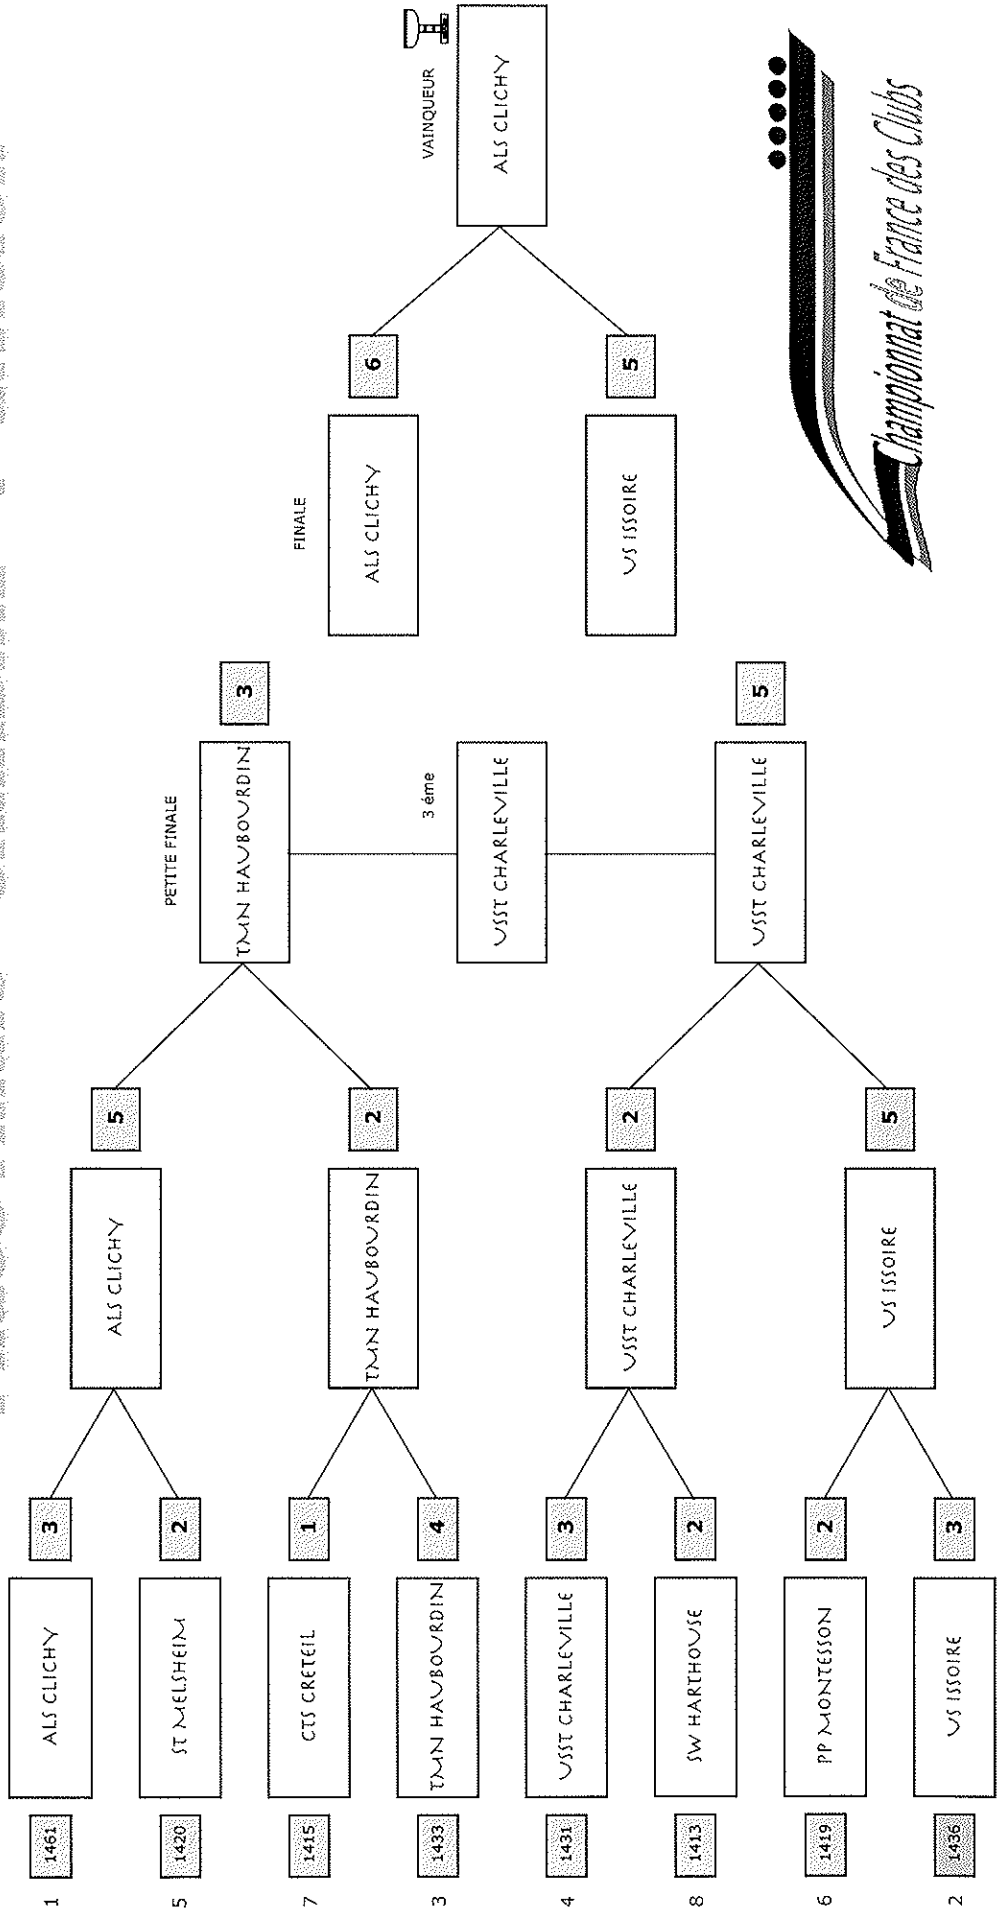 1 1461 ALS CLICHY 3
5 1420 ST MELSHEIM 2
7 1415 CTS CRETEIL 1
3 1433 TMN HAUBOURDIN 4
4 1431 USST CHARLEVILLE 3
8 1413 SW HARTHOUSE 2
6 1419 PP MONTESSON 2
2 1436 US ISSOIRE 3
ALS CLICHY 5
TMN HAUBOURDIN 2
USST CHARLEVILLE 2
US ISSOIRE 5
PETITE FINALE
TMN HAUBOURDIN 3
3 éme
USST CHARLEVILLE
USST CHARLEVILLE 5
FINALE
ALS CLICHY 6
US ISSOIRE 5
VAINQUEUR
ALS CLICHY
Championnat de France des Clubs